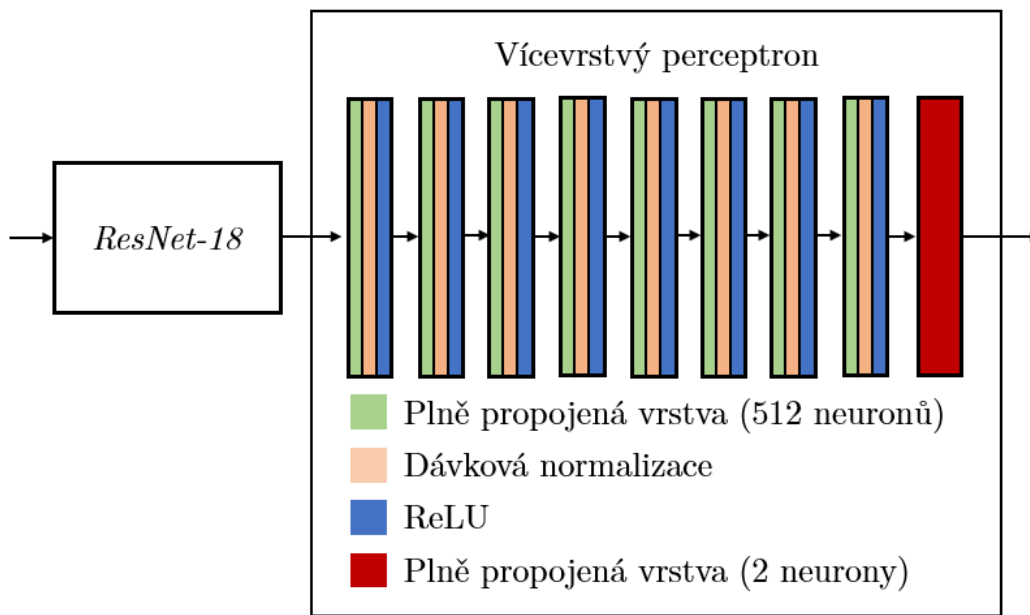 Vícevrstvý perceptron
ResNet-18
Plně propojená vrstva (512 neuronů)
Dávková normalizace
ReLU
Plně propojená vrstva (2 neurony)